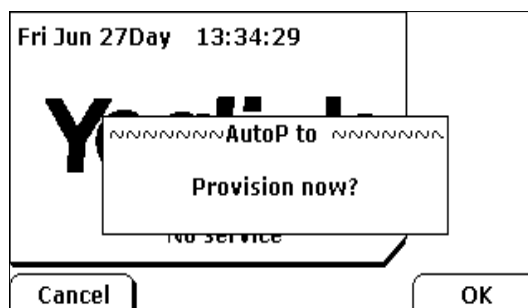 Fri Jun 27Day 13:34:29
~~~~~~~AutoP to ~~~~~~~
Provision now?
No service
Cancel
OK